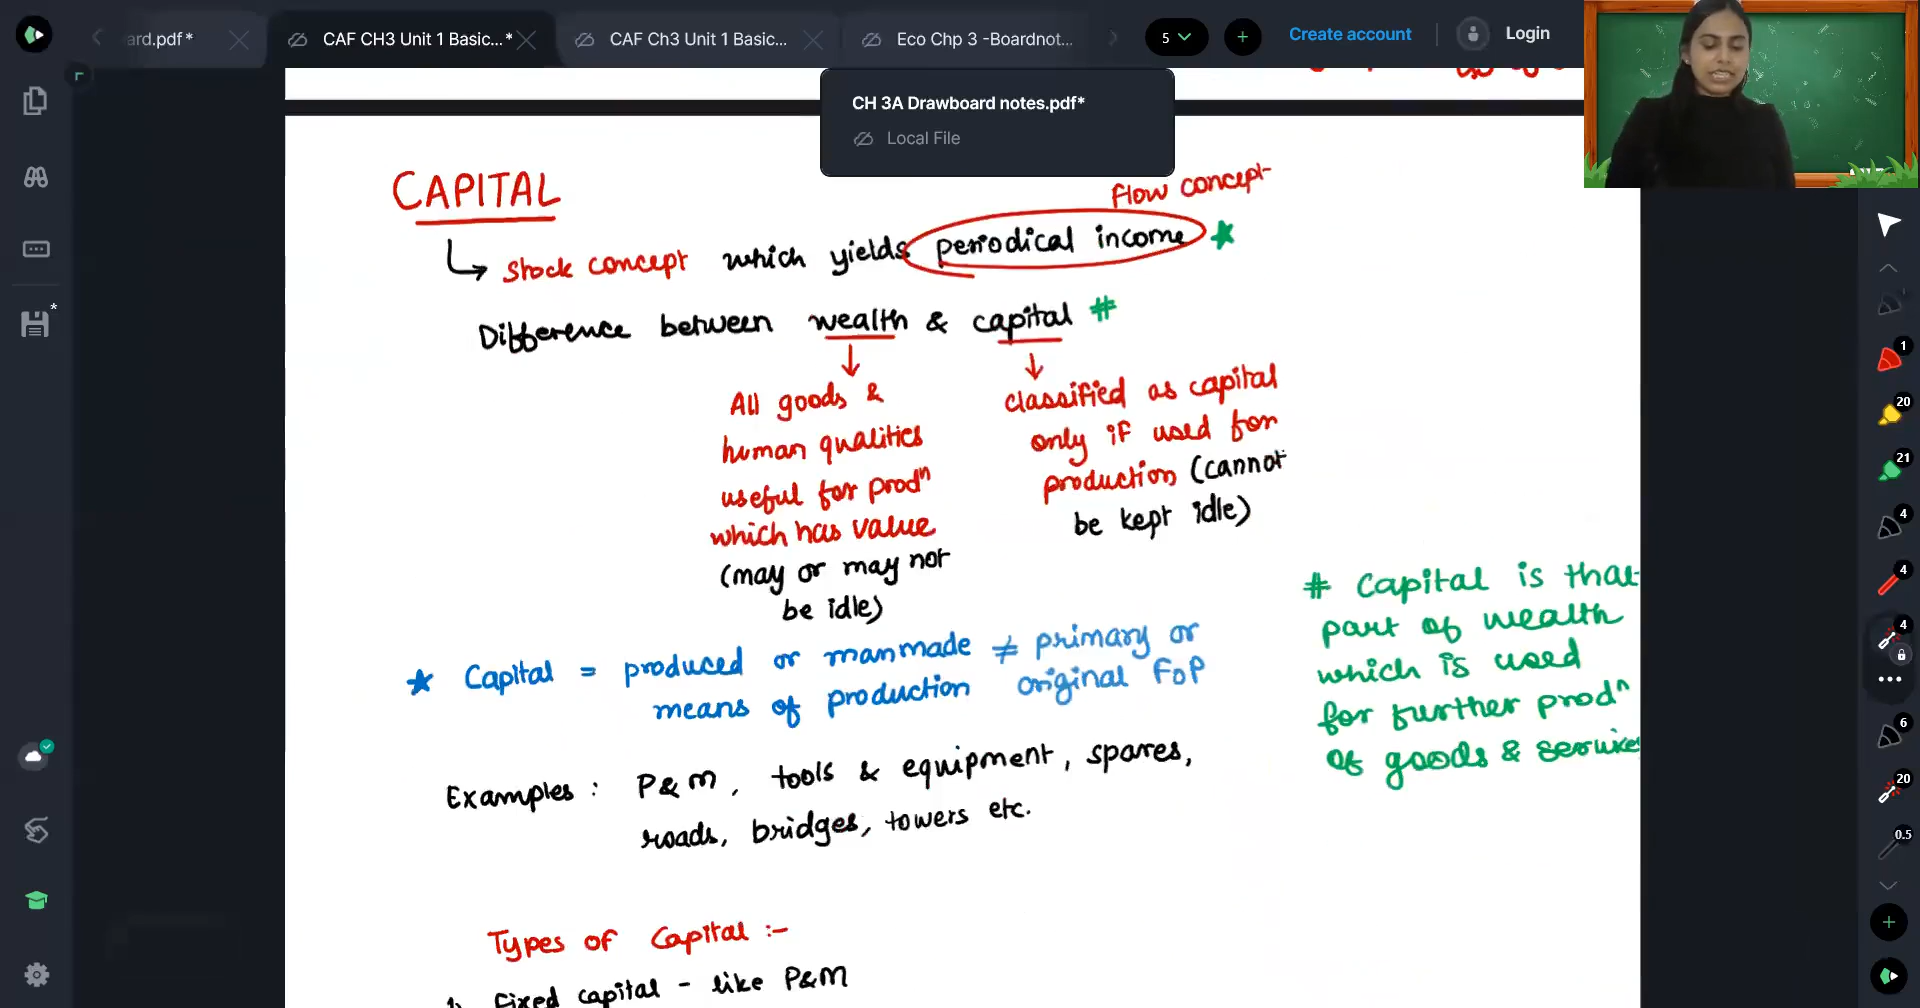 ard.pdf*
CAF CH3 Unit 1 Basic...*
CAF Ch3 Unit 1 Basic...
Eco Chp 3 -Boardnot...
5
Create account
Login
CH 3A Drawboard notes.pdf*
Local File
CAPITAL
flow concept
stock concept which yields periodical income
Difference between wealth & capital #
All goods &
human qualities
useful for prodⁿ
which has value
(may or may not
be idle)
classified as capital
only if used for
production (cannot
be kept idle)
# Capital is that
part of wealth
which is used
for further prodⁿ
of goods & services
Capital = produced or manmade ≠ primary or
means of production original FOP
Examples : P&M, tools & equipment, spares,
roads, bridges, towers etc.
Types of Capital :-
1) Fixed capital - like P&M
1
20
21
4
4
4
6
20
0.5